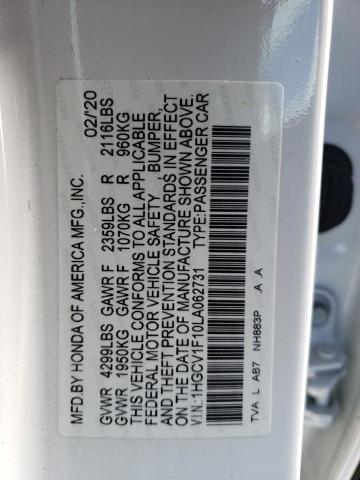 MFD.BY HONDA OF AMERICA MFG.,INC. 02/20
GVWR 4299LBS GAWR F 2359LBS R 2116LBS
GVWR 1950KG GAWR F 1070KG R 960KG
THIS VEHICLE CONFORMS TO ALL APPLICABLE
FEDERAL MOTOR VEHICLE SAFETY, BUMPER,
AND THEFT PREVENTION STANDARDS IN EFFECT
ON THE DATE OF MANUFACTURE SHOWN ABOVE.
V.I.N.:1HGCV1F10LA062731 TYPE:PASSENGER CAR
TVA L AB7 NH883P A A